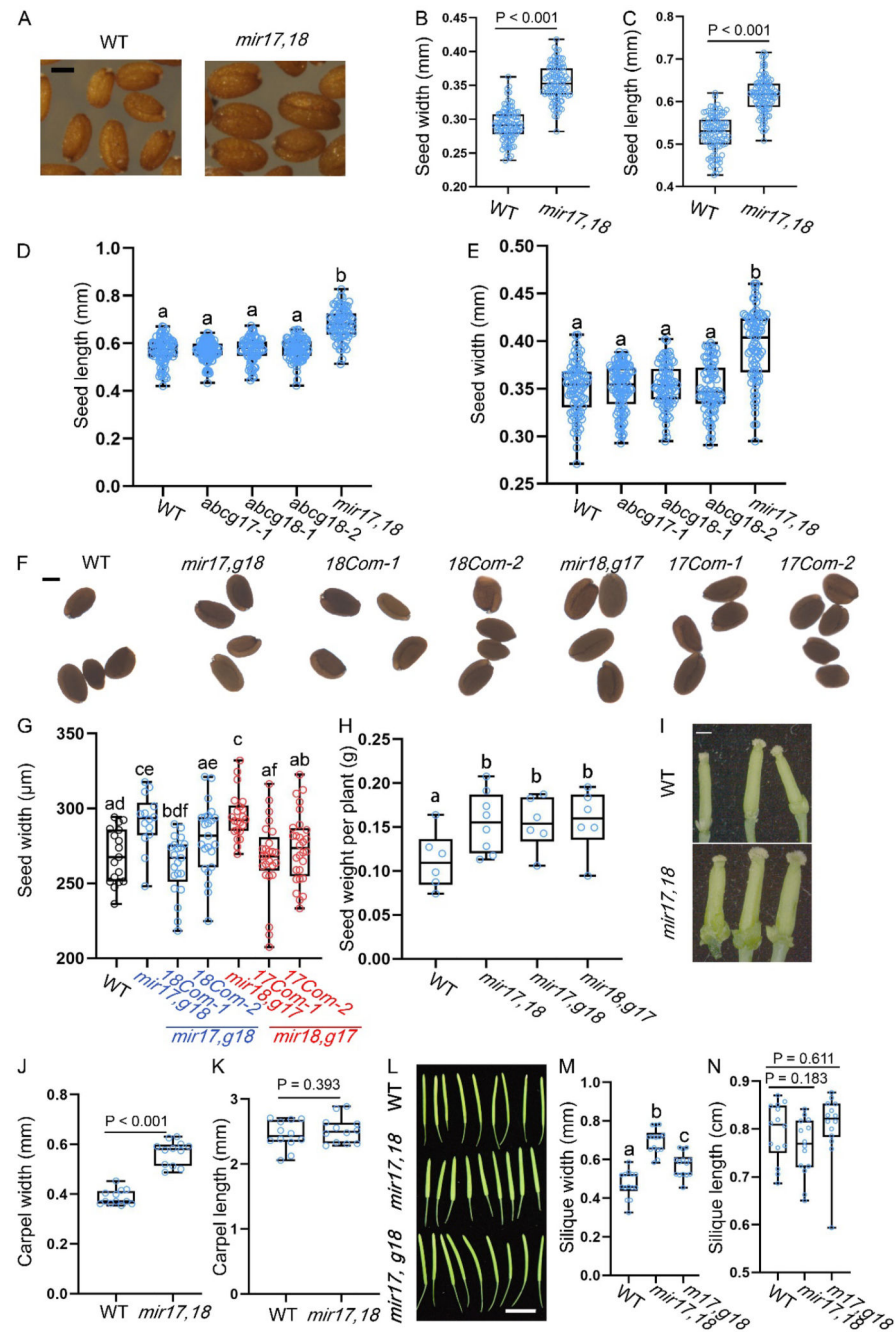 A
WT
mir17,18
B
P < 0.001
Seed width (mm)
0.45
0.40
0.35
0.30
0.25
0.20
WT
mir17,18
C
P < 0.001
Seed length (mm)
0.8
0.7
0.6
0.5
0.4
WT
mir17,18
D
Seed length (mm)
1.0
0.8
0.6
0.4
0.2
0.0
a
a
a
a
b
WT
abcg17-1
abcg18-1
abcg18-2
mir17,18
E
Seed width (mm)
0.50
0.45
0.40
0.35
0.30
0.25
a
a
a
a
b
WT
abcg17-1
abcg18-1
abcg18-2
mir17,18
F
WT
mir17,g18
18Com-1
18Com-2
mir18,g17
17Com-1
17Com-2
G
Seed width (µm)
350
300
250
200
ad
ce
bdf
ae
c
af
ab
WT
mir17,g18
18Com-1
18Com-2
mir18,g17
17Com-1
17Com-2
mir17,g18
mir18,g17
H
Seed weight per plant (g)
0.25
0.20
0.15
0.10
0.05
0.00
a
b
b
b
WT
mir17,18
mir17,g18
mir18,g17
I
WT
mir17,18
J
Carpel width (mm)
0.8
0.6
0.4
0.2
0.0
P < 0.001
WT
mir17,18
K
Carpel length (mm)
3
2
1
0
P = 0.393
WT
mir17,18
L
WT
mir17,18
mir17, g18
M
Silique width (mm)
1.0
0.8
0.6
0.4
0.2
0.0
a
b
c
WT
mir17,18
m17,g18
N
P = 0.611
P = 0.183
Silique length (cm)
0.9
0.8
0.7
0.6
0.5
WT
mir17,18
m17,g18